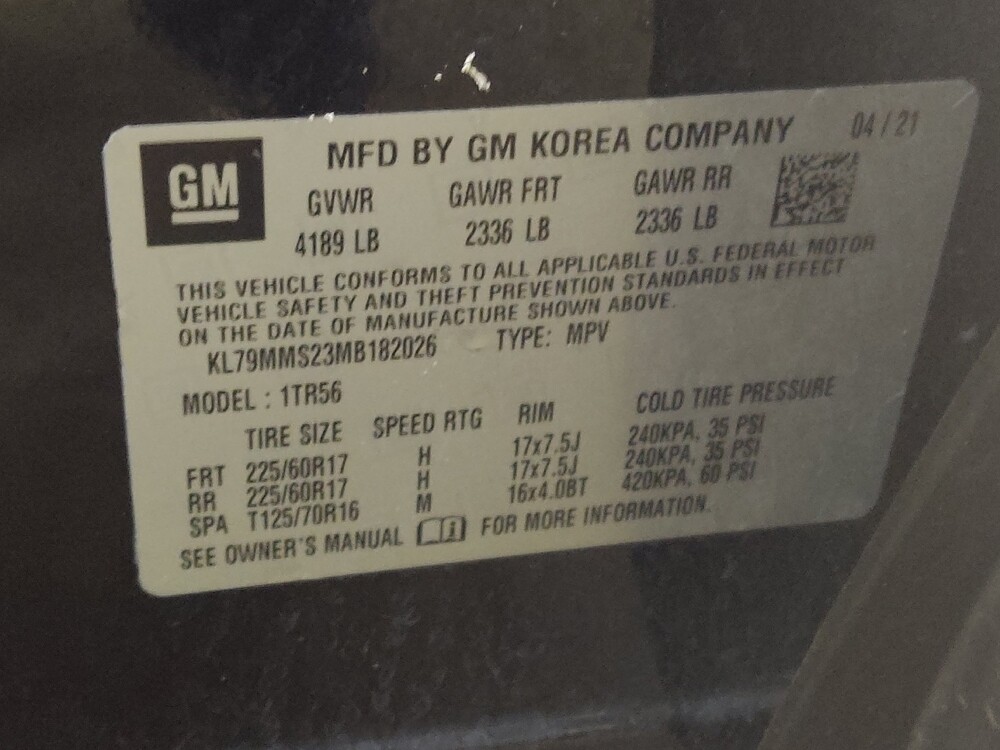 GM
MFD BY GM KOREA COMPANY 04 / 21
GVWR GAWR FRT GAWR RR
4189 LB 2336 LB 2336 LB
THIS VEHICLE CONFORMS TO ALL APPLICABLE U.S. FEDERAL MOTOR
VEHICLE SAFETY AND THEFT PREVENTION STANDARDS IN EFFECT
ON THE DATE OF MANUFACTURE SHOWN ABOVE.
KL79MMS23MB182026 TYPE: MPV
MODEL : 1TR56
TIRE SIZE SPEED RTG RIM COLD TIRE PRESSURE
FRT 225/60R17 H 17x7.5J 240KPA, 35 PSI
RR 225/60R17 H 17x7.5J 240KPA, 35 PSI
SPA T125/70R16 M 16x4.0BT 420KPA, 60 PSI
SEE OWNER'S MANUAL FOR MORE INFORMATION.